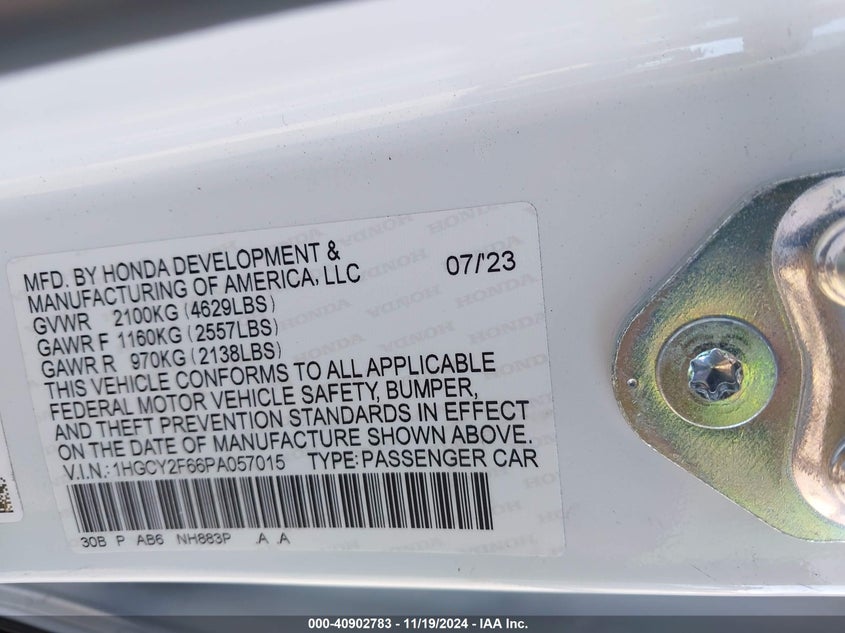 MFD. BY HONDA DEVELOPMENT & 07/'23
MANUFACTURING OF AMERICA, LLC
GVWR 2100KG (4629LBS)
GAWR F 1160KG (2557LBS)
GAWR R 970KG (2138LBS)
THIS VEHICLE CONFORMS TO ALL APPLICABLE
FEDERAL MOTOR VEHICLE SAFETY, BUMPER,
AND THEFT PREVENTION STANDARDS IN EFFECT
ON THE DATE OF MANUFACTURE SHOWN ABOVE.
V.I.N.:1HGCY2F66PA057015 TYPE:PASSENGER CAR
30B P AB6 NH883P .A .A
000-40902783 - 11/19/2024 - IAA Inc.